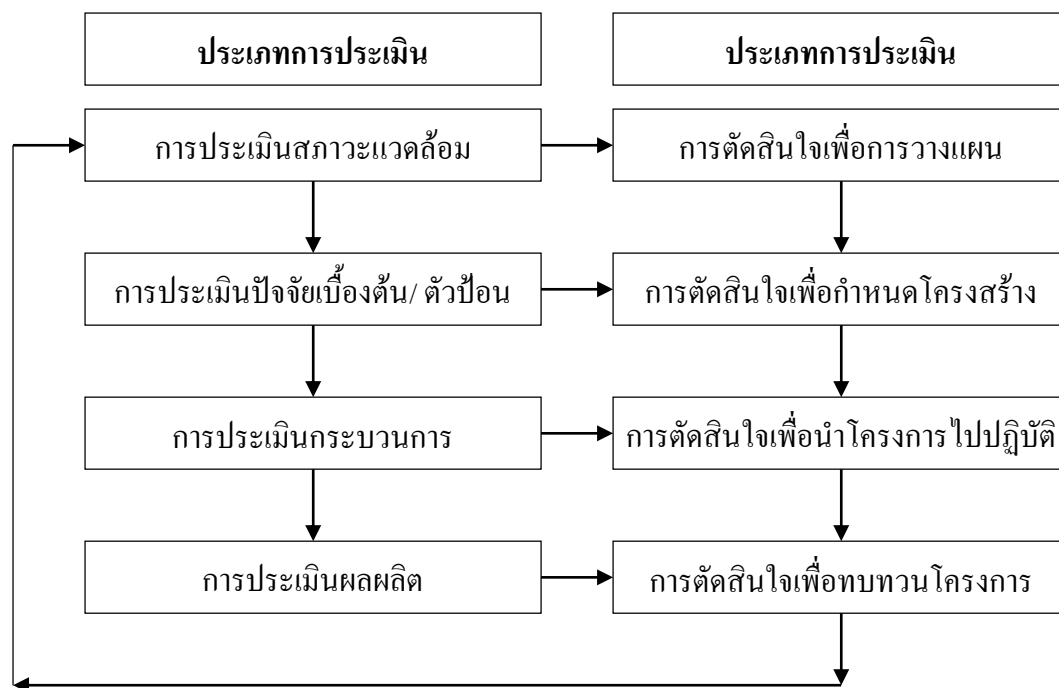 ประเภทการประเมิน
ประเภทการประเมิน
การประเมินสภาวะแวดล้อม
การตัดสินใจเพื่อการวางแผน
การประเมินปัจจัยเบื้องต้น/ ตัวป้อน
การตัดสินใจเพื่อกำหนดโครงสร้าง
การประเมินกระบวนการ
การตัดสินใจเพื่อนำโครงการไปปฏิบัติ
การประเมินผลผลิต
การตัดสินใจเพื่อทบทวนโครงการ